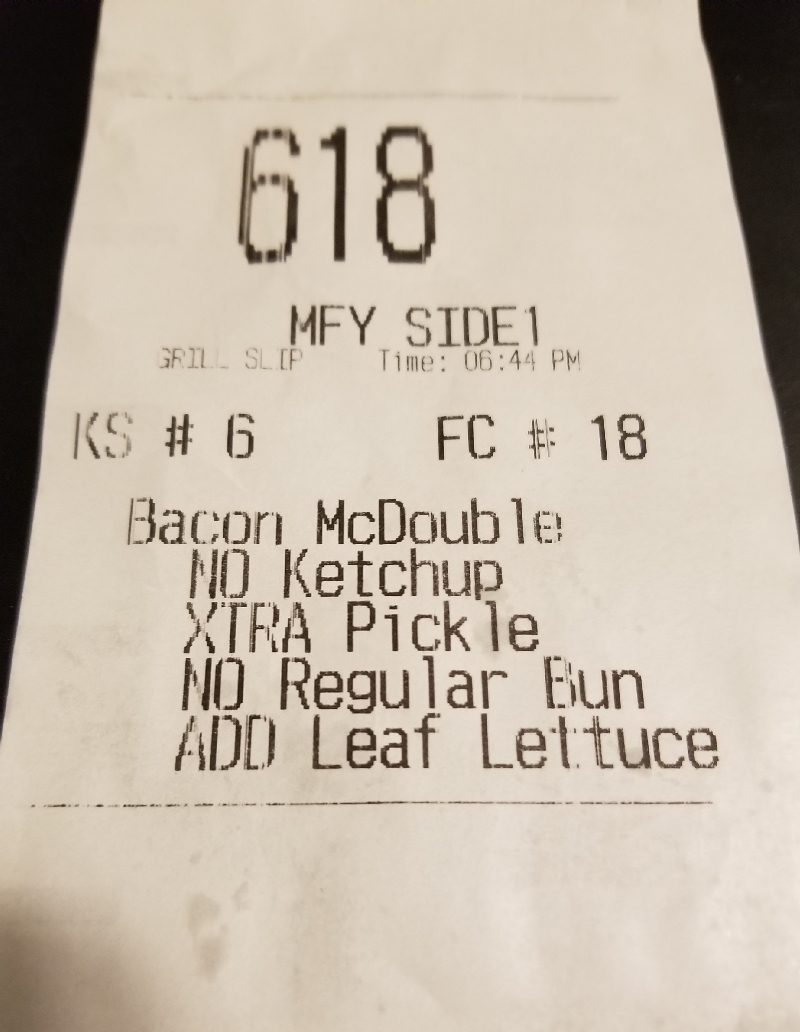 618
MFY SIDE1
GRILL SLIP Time: 06:44 PM
KS # 6 FC # 18
Bacon McDouble
NO Ketchup
XTRA Pickle
NO Regular Bun
ADD Leaf Lettuce